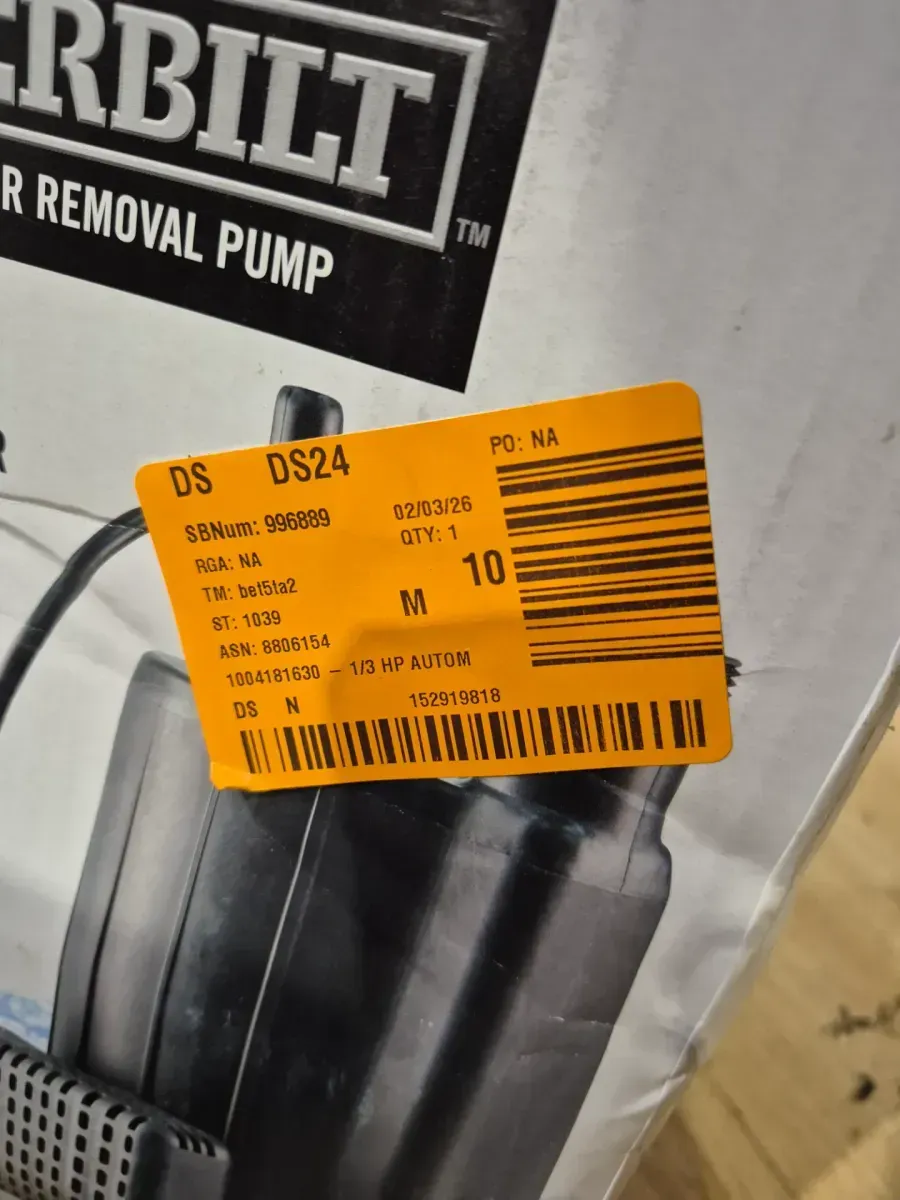 ERBILT
™
R REMOVAL PUMP
R
DS DS24 PO: NA
SBNum: 996889 02/03/26
RGA: NA QTY: 1
TM: bet5ta2 10
ST: 1039 M
ASN: 8806154
1004181630 – 1/3 HP AUTOM
DS N 152919818